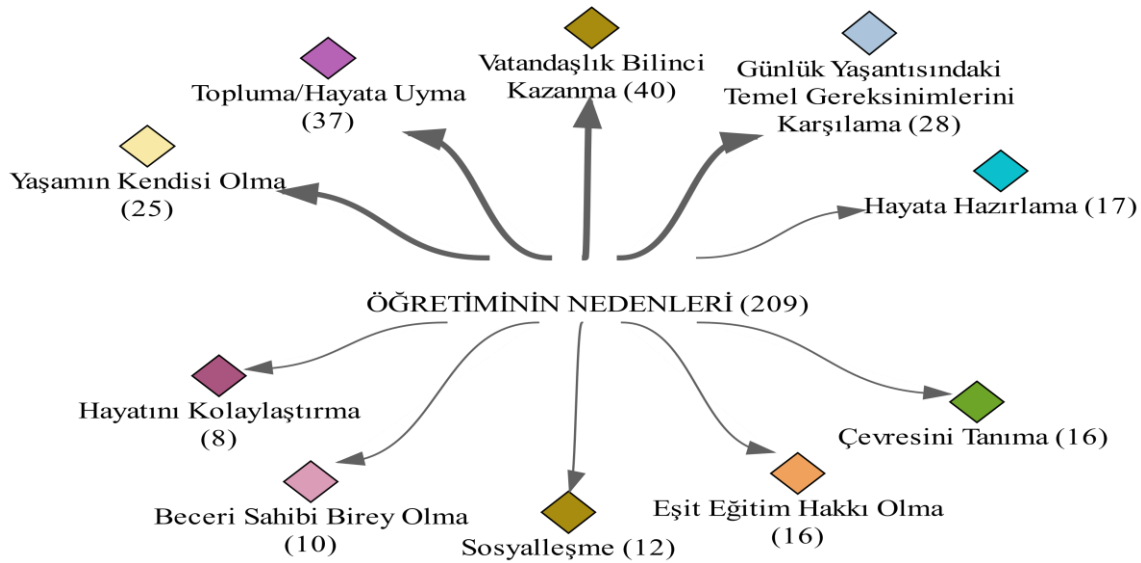 Vatandaşlık Bilinci
Kazanma (40)
Günlük Yaşantısındaki
Temel Gereksinimlerini
Karşılama (28)
Topluma/Hayata Uyma
(37)
Yaşamın Kendisi Olma
(25)
Hayata Hazırlama (17)
ÖĞRETİMİNİN NEDENLERİ (209)
Hayatını Kolaylaştırma
(8)
Çevresini Tanıma (16)
Beceri Sahibi Birey Olma
(10)
Sosyalleşme (12)
Eşit Eğitim Hakkı Olma
(16)